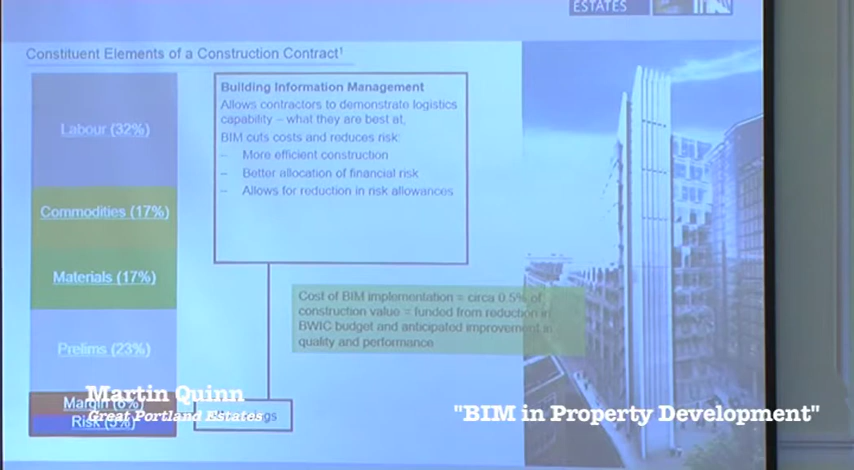 ESTATES
Constituent Elements of a Construction Contract¹
Labour (32%)
Commodities (17%)
Materials (17%)
Prelims (23%)
Margin (6%)
Risk (5%)
Building Information Management
Allows contractors to demonstrate logistics
capability – what they are best at,
BIM cuts costs and reduces risk:
– More efficient construction
– Better allocation of financial risk
– Allows for reduction in risk allowances
Cost of BIM implementation = circa 0.5% of
construction value = funded from reduction in
BWIC budget and anticipated improvement in
quality and performance
Martin Quinn
Great Portland Estates
"BIM in Property Development"